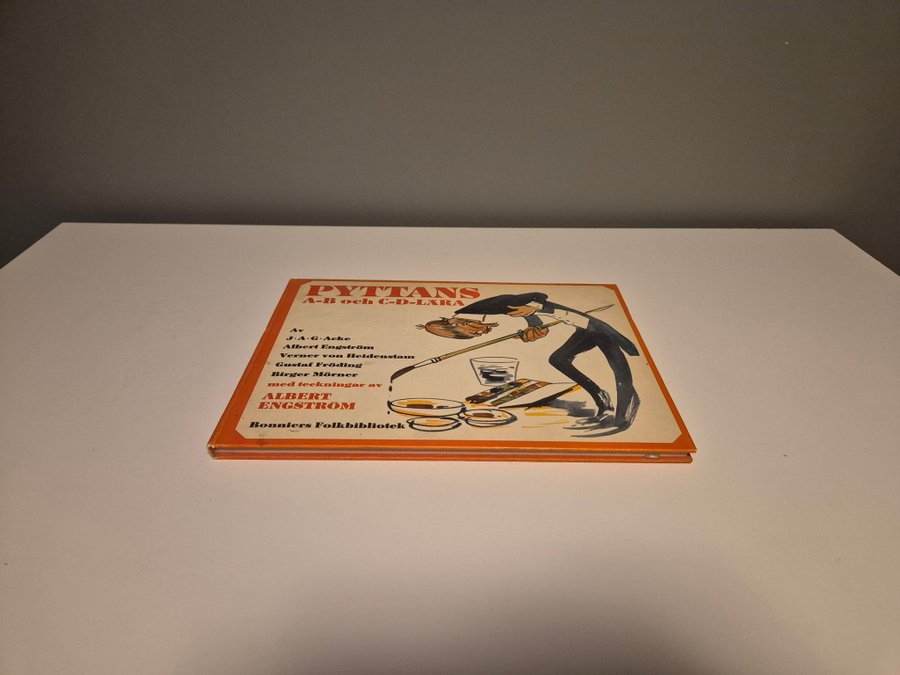 PYTTANS
A-B och C-D-LÄRA
Av
J·A·G·Acke
Albert Engström
Verner von Heidenstam
Gustaf Fröding
Birger Mörner
med teckningar av
ALBERT
ENGSTRÖM
Bonniers Folkbibliotek